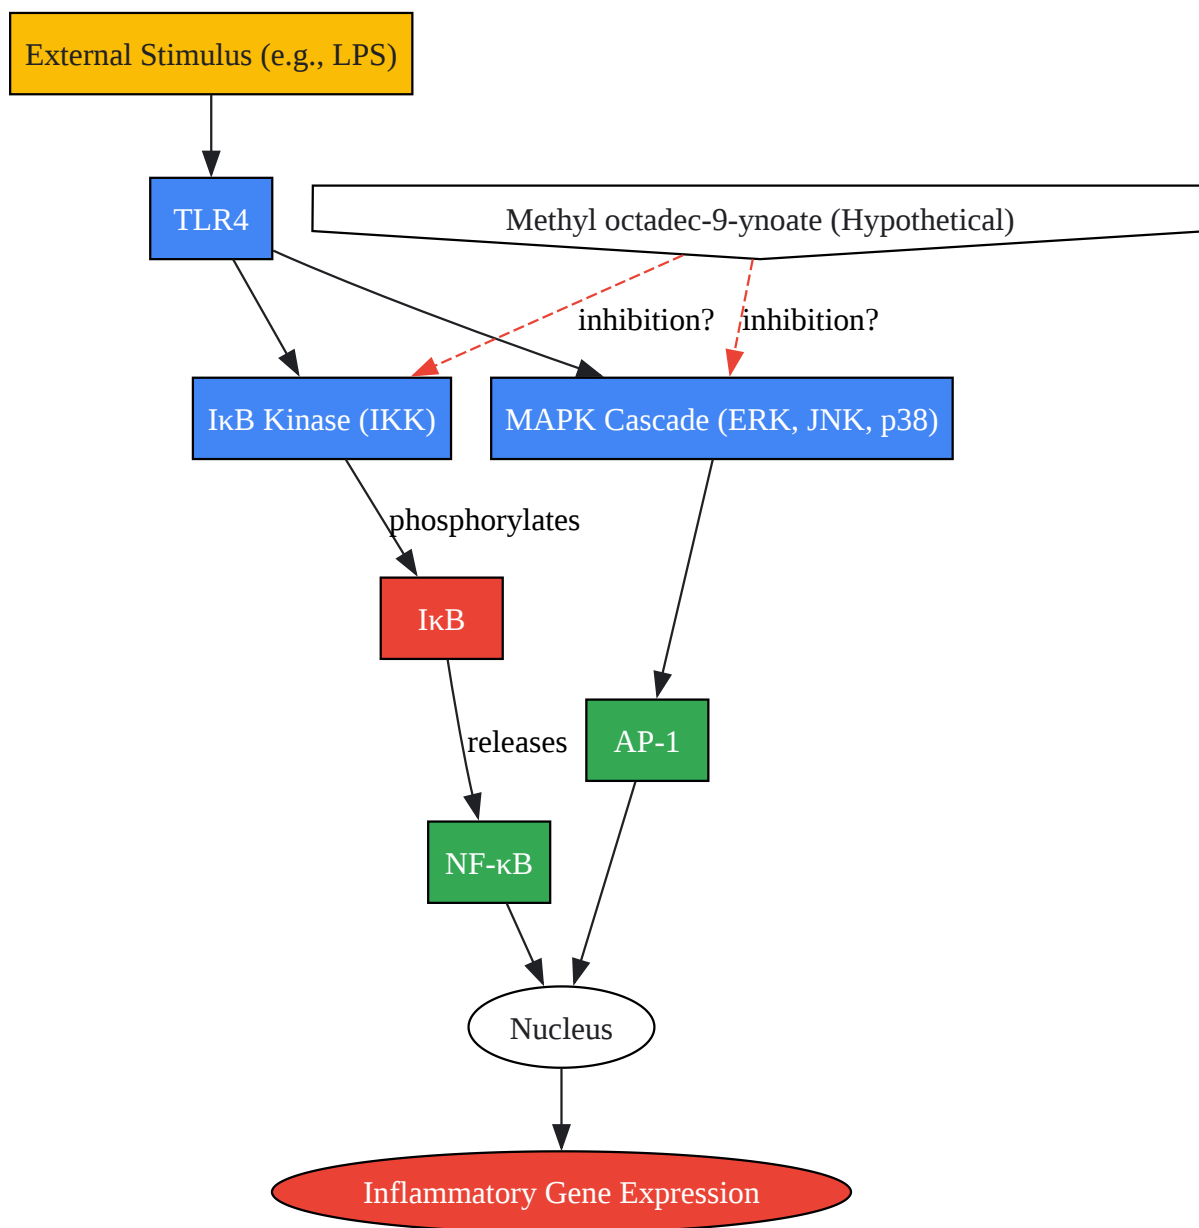 External Stimulus (e.g., LPS)
TLR4
Methyl octadec-9-ynoate (Hypothetical)
inhibition?
inhibition?
IκB Kinase (IKK)
MAPK Cascade (ERK, JNK, p38)
phosphorylates
IκB
releases
AP-1
NF-κB
Nucleus
Inflammatory Gene Expression